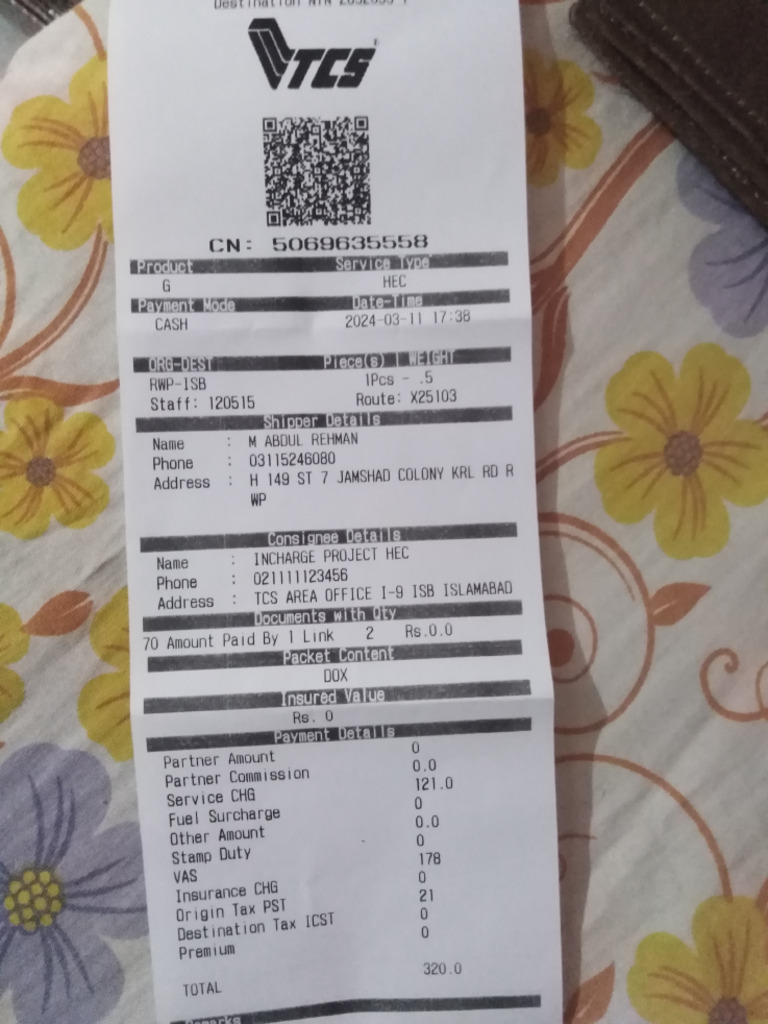 TCS
CN: 5069635558
Product Service Type
G HEC
Payment Mode Date-Time
CASH 2024-03-11 17:38
ORG-DEST Piece(s) | WEIGHT
RWP-ISB 1Pcs - .5
Staff: 120515 Route: X25103
Shipper Details
Name : M ABDUL REHMAN
Phone : 03115246080
Address : H 149 ST 7 JAMSHAD COLONY KRL RD R
WP
Consignee Details
Name : INCHARGE PROJECT HEC
Phone : 021111123456
Address : TCS AREA OFFICE I-9 ISB ISLAMABAD
Documents with Qty
70 Amount Paid By 1 Link 2 Rs.0.0
Packet Content
DOX
Insured Value
Rs. 0
Payment Details
Partner Amount 0
Partner Commission 0.0
Service CHG 121.0
Fuel Surcharge 0
Other Amount 0.0
Stamp Duty 0
VAS 178
Insurance CHG 0
Origin Tax PST 21
Destination Tax ICST 0
Premium 0
TOTAL 320.0
Remarks